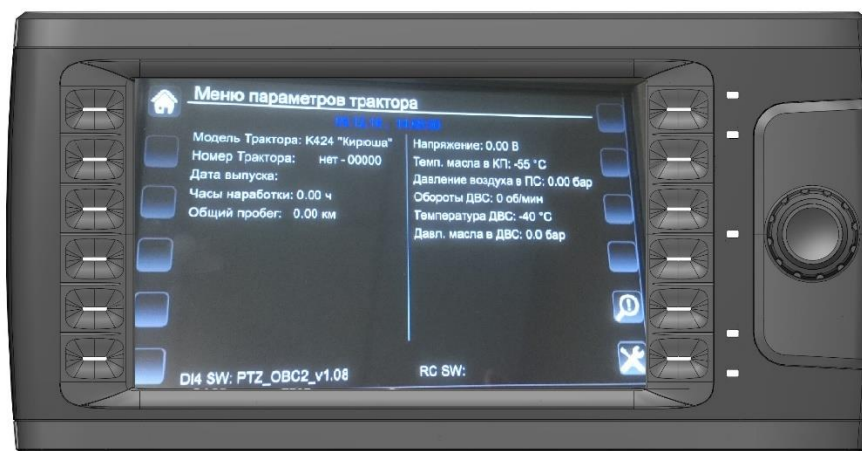 Меню параметров трактора
Модель Трактора: К424 "Кирюша"
Номер Трактора: нет - 00000
Дата выпуска:
Часы наработки: 0.00 ч
Общий пробег: 0.00 км
Напряжение: 0.00 В
Темп. масла в КП: -55 °C
Давление воздуха в ПС: 0.00 бар
Обороты ДВС: 0 об/мин
Температура ДВС: -40 °C
Давл. масла в ДВС: 0.0 бар
DI4 SW: PTZ_OBC2_v1.08
RC SW: